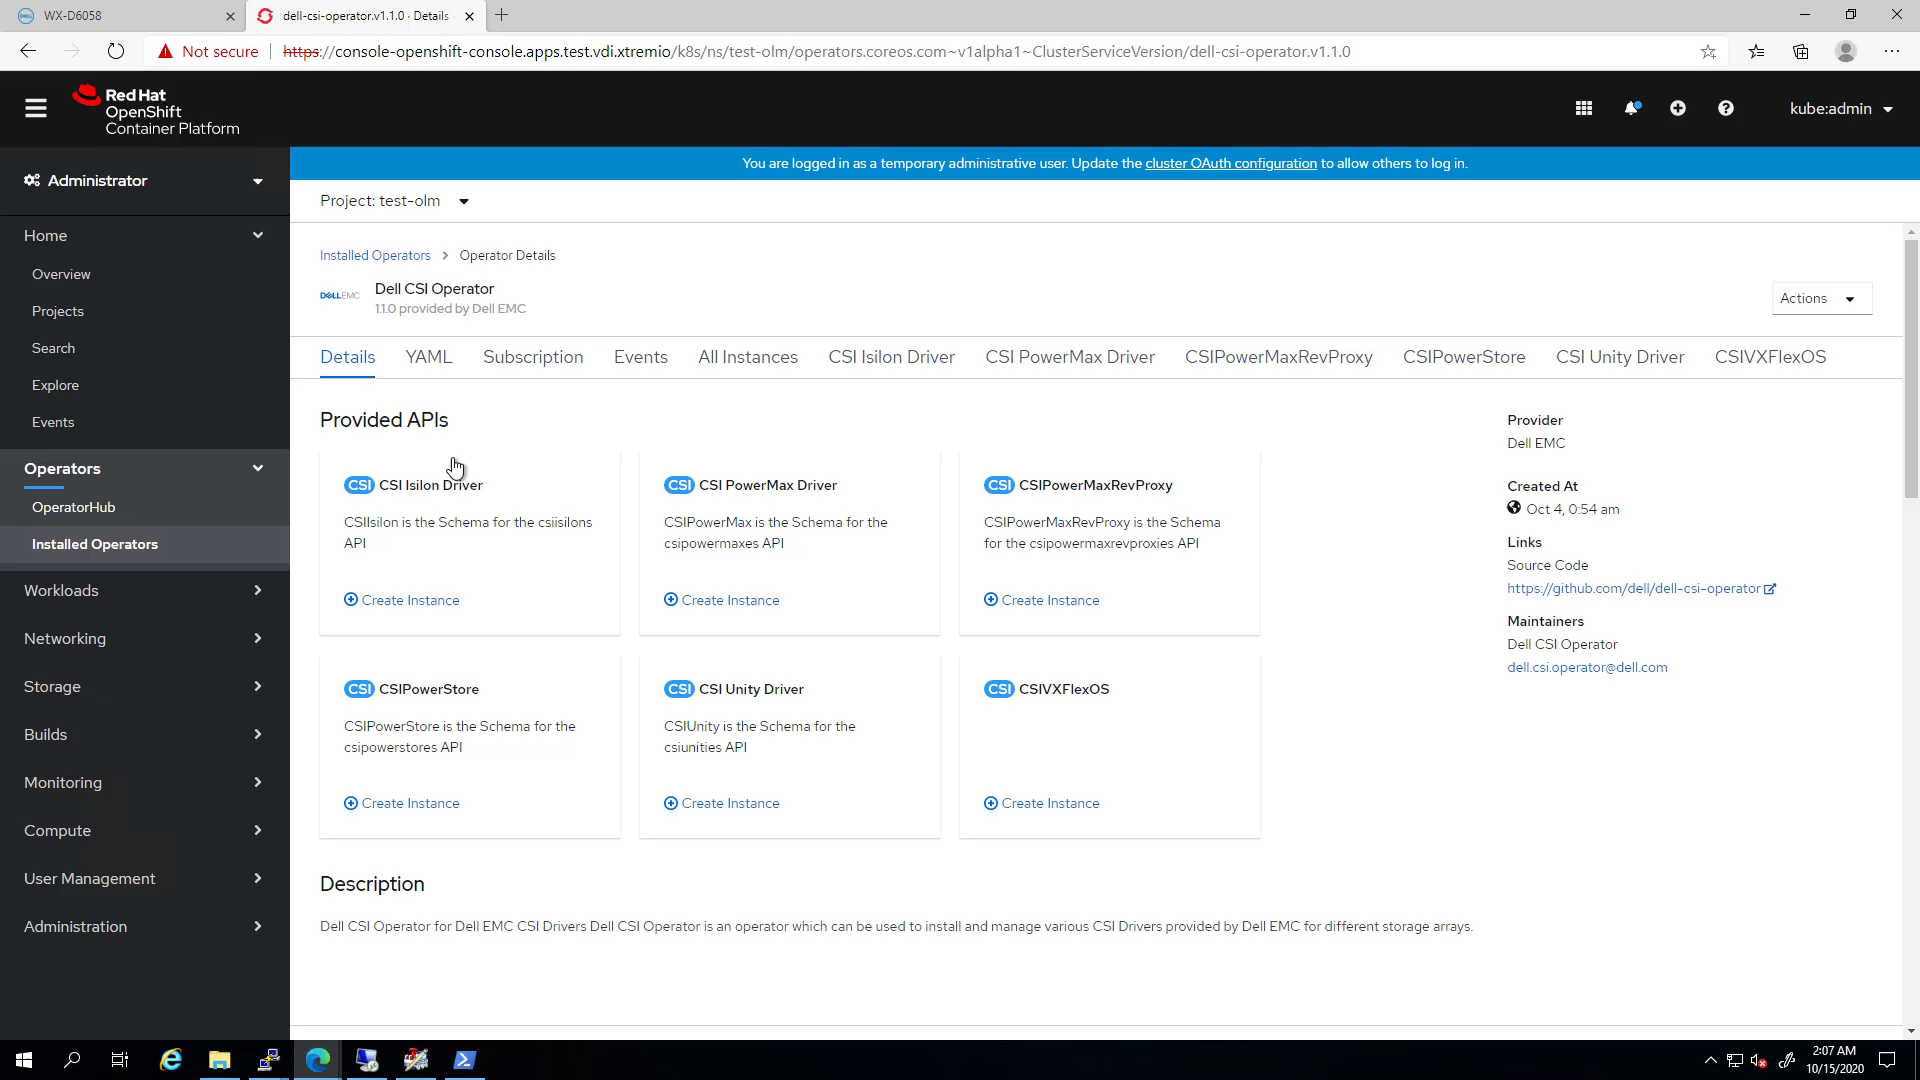 WX-D6058
dell-csi-operator.v1.1.0 · Details
Not secure
https://console-openshift-console.apps.test.vdi.xtremio/k8s/ns/test-olm/operators.coreos.com~v1alpha1~ClusterServiceVersion/dell-csi-operator.v1.1.0
Red Hat
OpenShift
Container Platform
kube:admin
You are logged in as a temporary administrative user. Update the cluster OAuth configuration to allow others to log in.
Administrator
Home
Overview
Projects
Search
Explore
Events
Operators
OperatorHub
Installed Operators
Workloads
Networking
Storage
Builds
Monitoring
Compute
User Management
Administration
Project: test-olm
Installed Operators
Operator Details
DELLEMC
Dell CSI Operator
1.1.0 provided by Dell EMC
Actions
Details
YAML
Subscription
Events
All Instances
CSI Isilon Driver
CSI PowerMax Driver
CSIPowerMaxRevProxy
CSIPowerStore
CSI Unity Driver
CSIVXFlexOS
Provided APIs
CSI CSI Isilon Driver
CSIIsilon is the Schema for the csiisilons
API
Create Instance
CSI CSI PowerMax Driver
CSIPowerMax is the Schema for the
csipowermaxes API
Create Instance
CSI CSIPowerMaxRevProxy
CSIPowerMaxRevProxy is the Schema
for the csipowermaxrevproxies API
Create Instance
CSI CSIPowerStore
CSIPowerStore is the Schema for the
csipowerstores API
Create Instance
CSI CSI Unity Driver
CSIUnity is the Schema for the
csiunities API
Create Instance
CSI CSIVXFlexOS
Create Instance
Provider
Dell EMC
Created At
Oct 4, 0:54 am
Links
Source Code
https://github.com/dell/dell-csi-operator
Maintainers
Dell CSI Operator
dell.csi.operator@dell.com
Description
Dell CSI Operator for Dell EMC CSI Drivers Dell CSI Operator is an operator which can be used to install and manage various CSI Drivers provided by Dell EMC for different storage arrays.
2:07 AM
10/15/2020